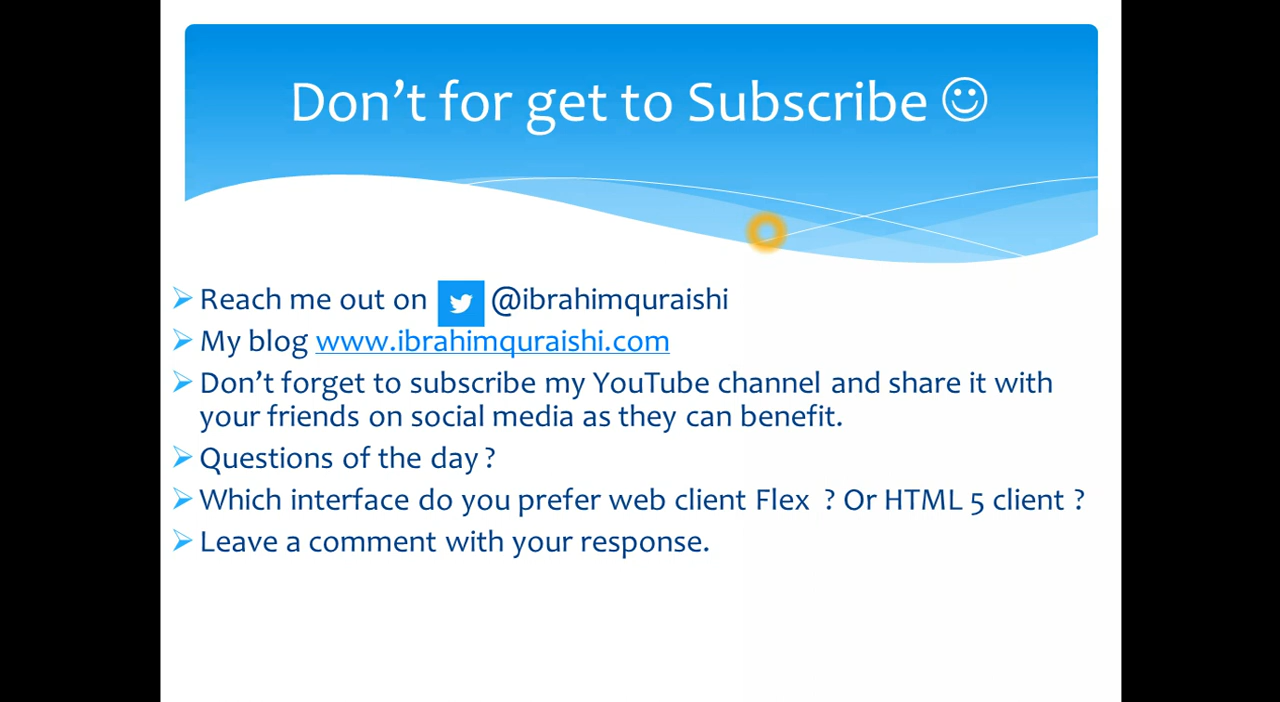 Don't for get to Subscribe ☺
➢ Reach me out on @ibrahimquraishi
➢ My blog www.ibrahimquraishi.com
➢ Don't forget to subscribe my YouTube channel and share it with
your friends on social media as they can benefit.
➢ Questions of the day ?
➢ Which interface do you prefer web client Flex ? Or HTML 5 client ?
➢ Leave a comment with your response.